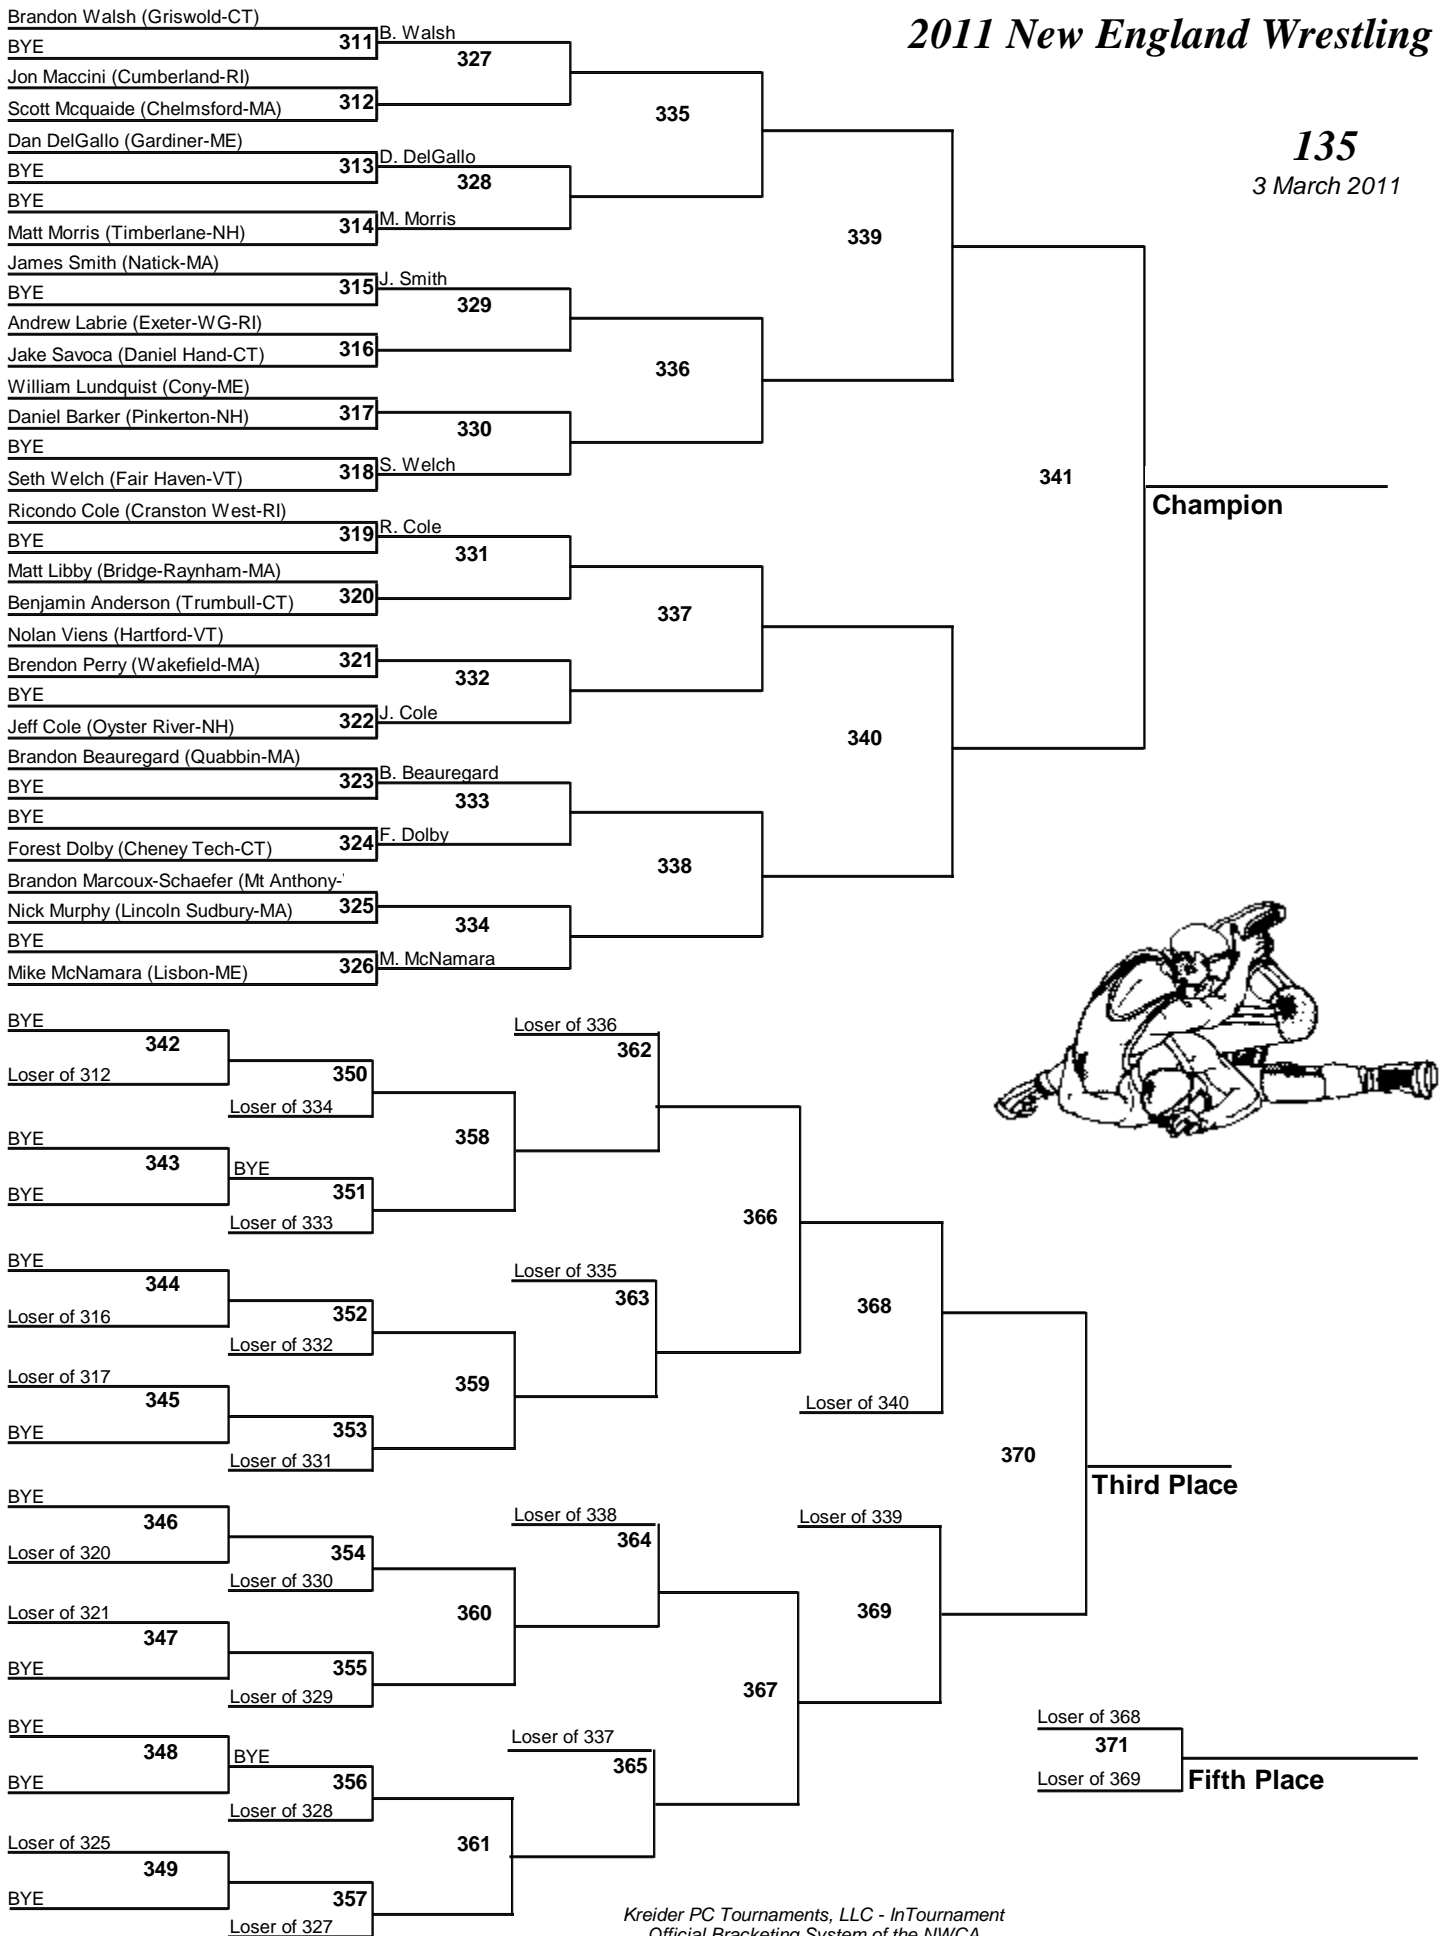 2011 New England Wrestling
135
3 March 2011
Brandon Walsh (Griswold-CT)
BYE
311
B. Walsh
327
Jon Maccini (Cumberland-RI)
Scott Mcquaide (Chelmsford-MA)
312
335
Dan DelGallo (Gardiner-ME)
BYE
313
D. DelGallo
328
BYE
Matt Morris (Timberlane-NH)
314
M. Morris
339
James Smith (Natick-MA)
BYE
315
J. Smith
329
Andrew Labrie (Exeter-WG-RI)
Jake Savoca (Daniel Hand-CT)
316
336
William Lundquist (Cony-ME)
Daniel Barker (Pinkerton-NH)
317
330
BYE
Seth Welch (Fair Haven-VT)
318
S. Welch
341
Champion
Ricondo Cole (Cranston West-RI)
BYE
319
R. Cole
331
Matt Libby (Bridge-Raynham-MA)
Benjamin Anderson (Trumbull-CT)
320
337
Nolan Viens (Hartford-VT)
Brendon Perry (Wakefield-MA)
321
332
BYE
Jeff Cole (Oyster River-NH)
322
J. Cole
340
Brandon Beauregard (Quabbin-MA)
BYE
323
B. Beauregard
333
BYE
Forest Dolby (Cheney Tech-CT)
324
F. Dolby
338
Brandon Marcoux-Schaefer (Mt Anthony-
Nick Murphy (Lincoln Sudbury-MA)
325
334
BYE
Mike McNamara (Lisbon-ME)
326
M. McNamara
BYE
342
Loser of 312
350
Loser of 334
358
Loser of 336
362
BYE
343
BYE
BYE
351
Loser of 333
366
BYE
344
Loser of 316
352
Loser of 332
359
Loser of 335
363
368
Loser of 317
345
BYE
353
Loser of 331
Loser of 340
370
Third Place
BYE
346
Loser of 320
354
Loser of 330
360
Loser of 338
364
Loser of 339
369
Loser of 321
347
BYE
355
Loser of 329
367
BYE
348
BYE
BYE
356
Loser of 328
361
Loser of 337
365
Loser of 325
349
BYE
357
Loser of 327
Loser of 368
371
Loser of 369
Fifth Place
Kreider PC Tournaments, LLC - InTournament
Official Bracketing System of the NWCA